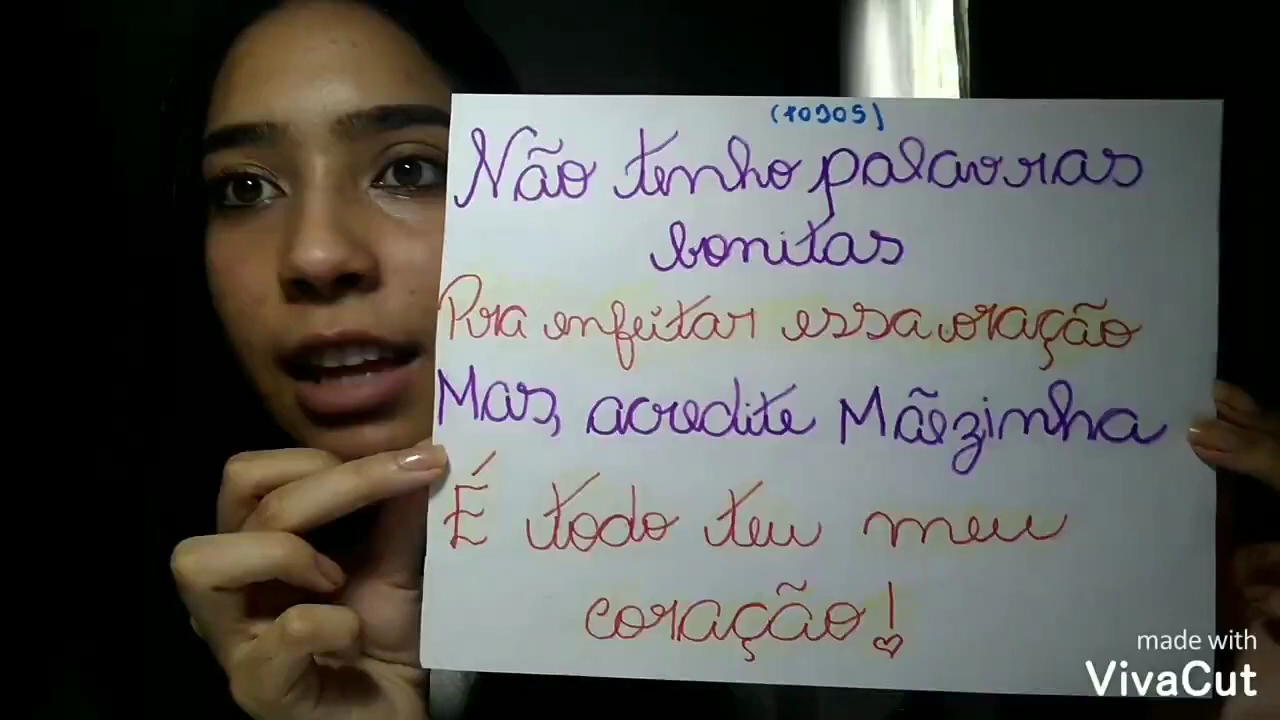 (TODOS)
Não tenho palavras
bonitas
Pra enfeitar essa oração
Mas, acredite Mãezinha
É todo teu meu
coração!
made with
VivaCut